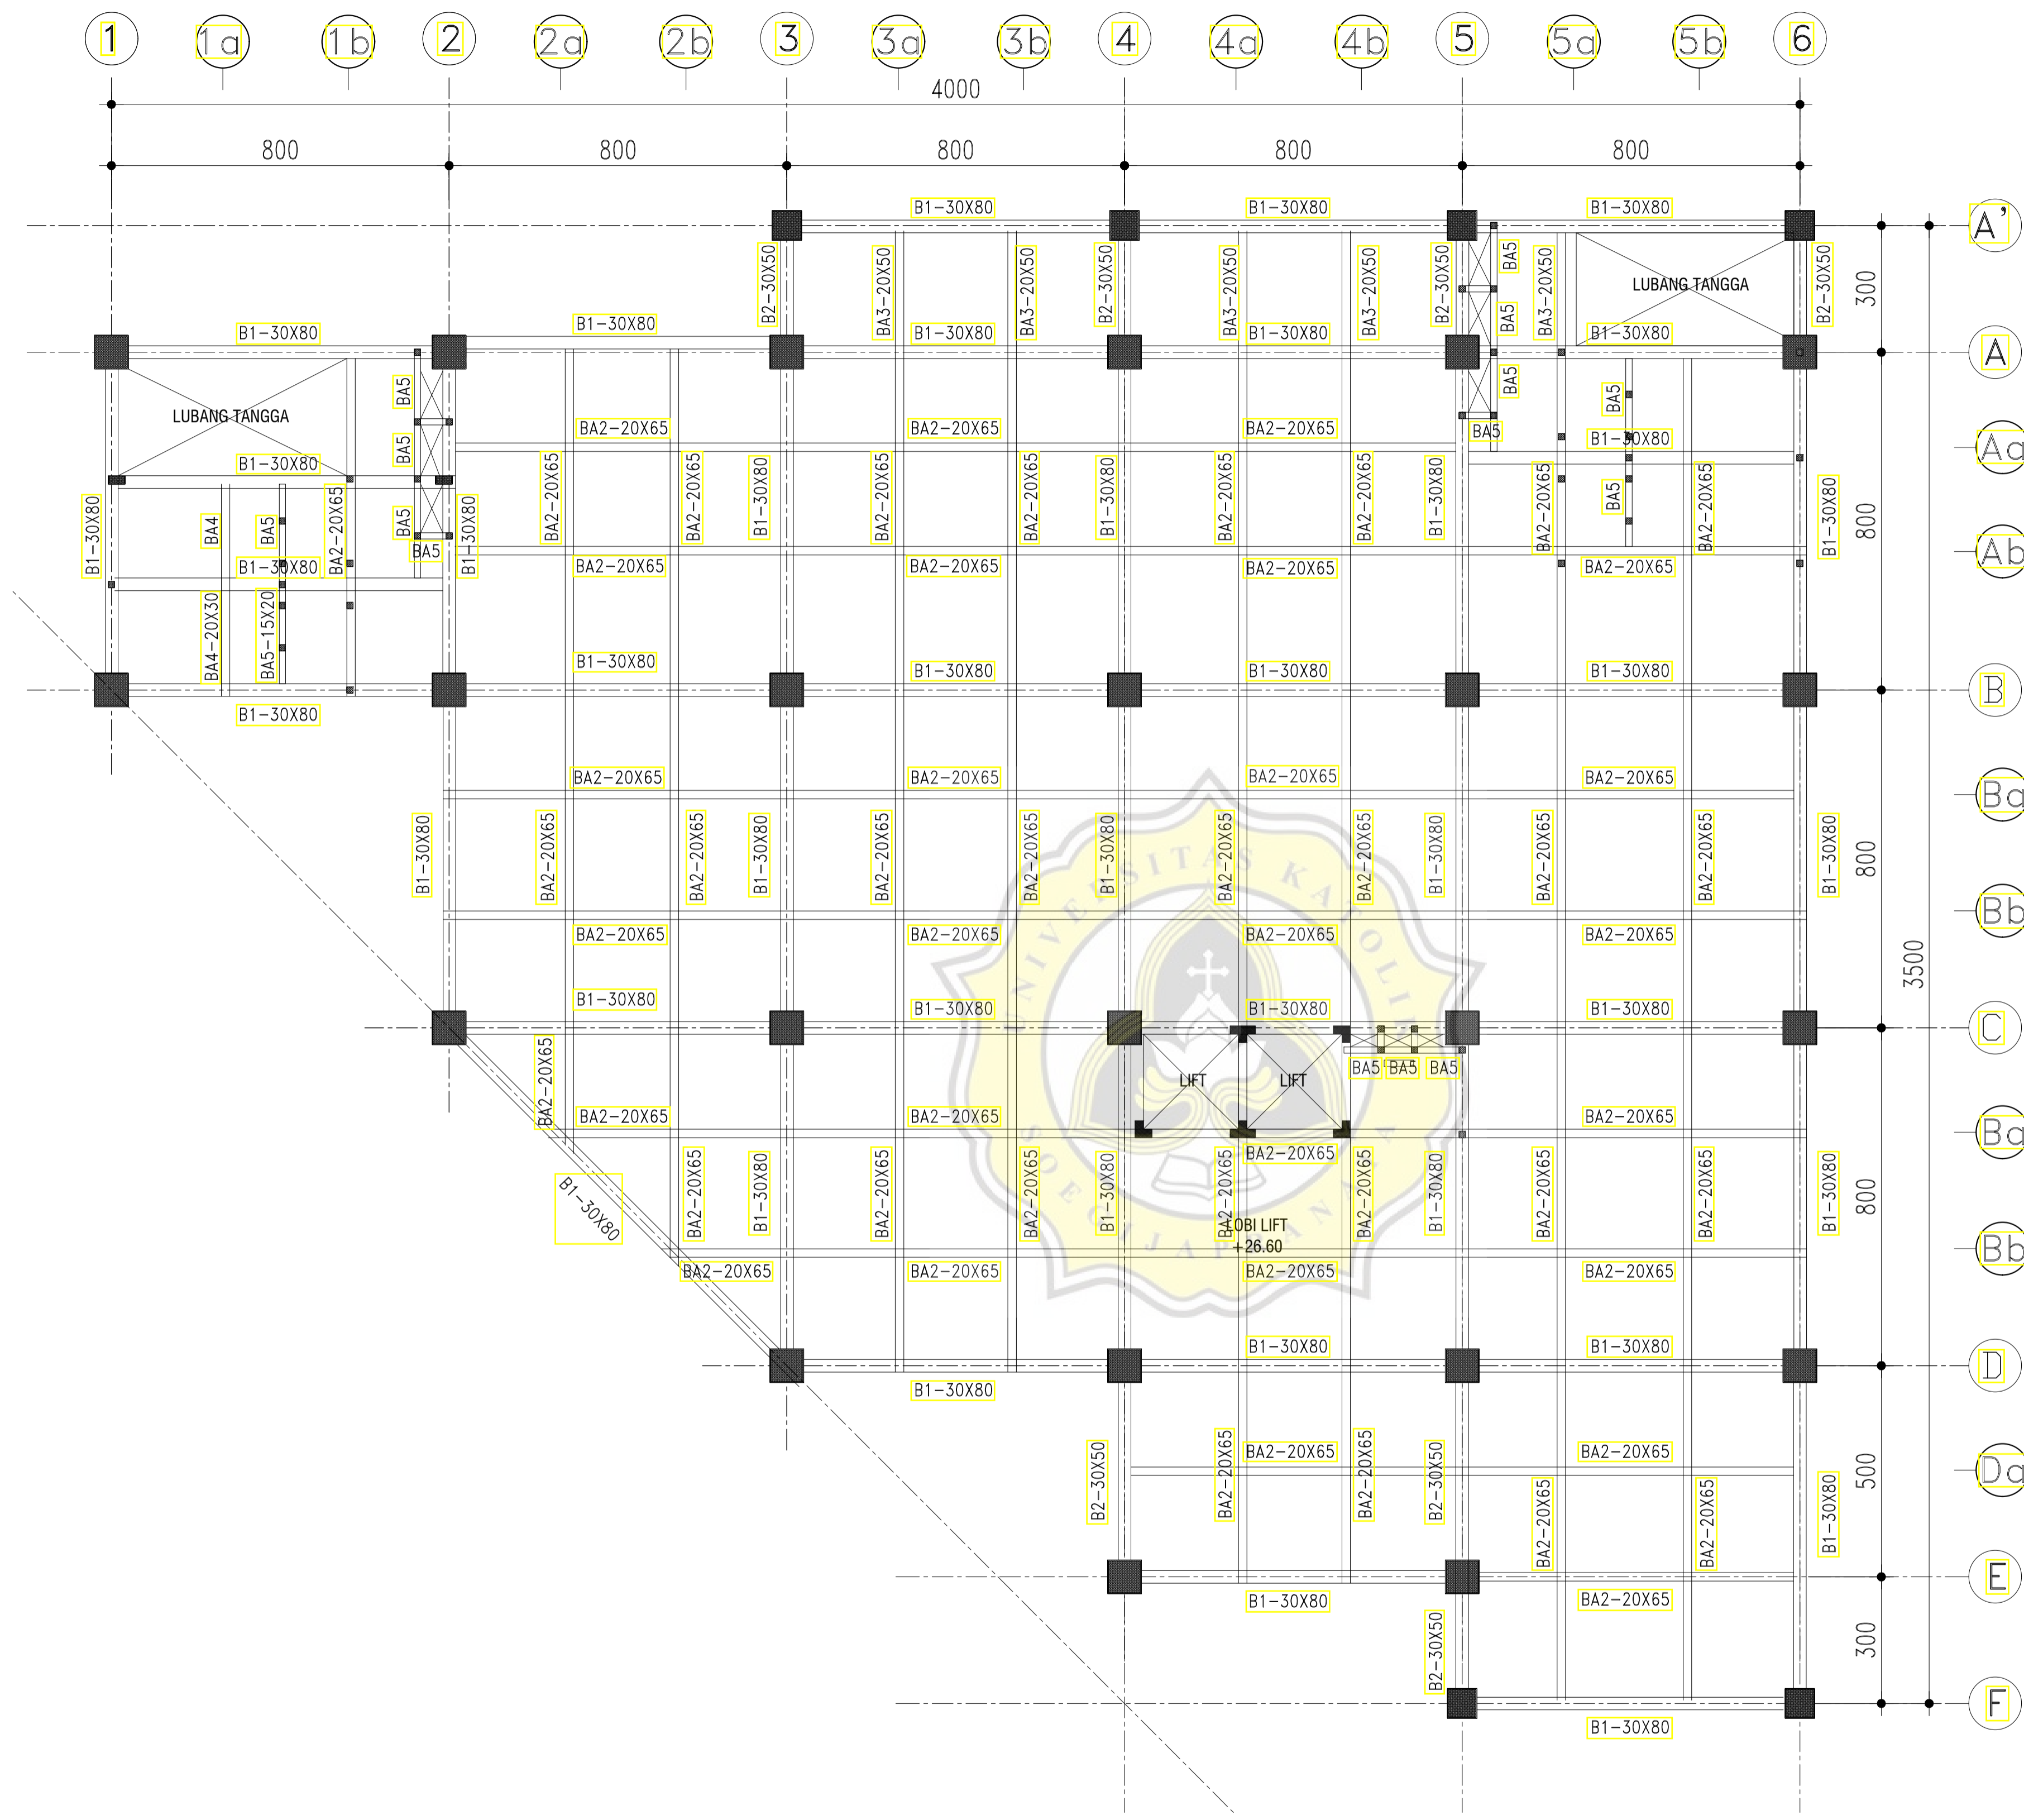 1 1a 1b 2 2a 2b 3 3a 3b 4 4a 4b 5 5a 5b 6
4000
800 800 800 800 800
B1-30X80 B1-30X80 B1-30X80 A'
B2-30X50 BA3-20X50 BA3-20X50 B2-30X50 BA3-20X50 BA3-20X50 B2-30X50 BA5 BA5 BA3-20X50 LUBANG TANGGA B2-30X50 300
B1-30X80 B1-30X80 B1-30X80 B1-30X80 B1-30X80 A
LUBANG TANGGA BA5 BA5 BA5
BA2-20X65 BA2-20X65 BA2-20X65 BA5 B1-30X80 Aa
B1-30X80 BA5
B1-30X80 BA4 BA5 BA2-20X65 BA5 B1-30X80 BA2-20X65 BA2-20X65 B1-30X80 BA2-20X65 BA2-20X65 B1-30X80 BA2-20X65 BA2-20X65 B1-30X80 BA2-20X65 BA5 BA2-20X65 B1-30X80 800
BA5 Ab
B1-30X80 BA2-20X65 BA2-20X65 BA2-20X65 BA2-20X65
BA4-20X30 BA5-15X20
B1-30X80 B1-30X80 B1-30X80 B1-30X80 B
B1-30X80
BA2-20X65 BA2-20X65 BA2-20X65 BA2-20X65 Ba
B1-30X80 BA2-20X65 BA2-20X65 B1-30X80 BA2-20X65 BA2-20X65 B1-30X80 BA2-20X65 BA2-20X65 B1-30X80 BA2-20X65 BA2-20X65 B1-30X80 800
UNIVERSITAS KATOLIK
BA2-20X65 BA2-20X65 BA2-20X65 BA2-20X65 Bb
3500
B1-30X80 B1-30X80 B1-30X80 B1-30X80 C
BA2-20X65 LIFT LIFT BA5 BA5 BA5
BA2-20X65 BA2-20X65 BA2-20X65 BA2-20X65 Ba
B1-30X80 BA2-20X65 B1-30X80 BA2-20X65 BA2-20X65 B1-30X80 BA2-20X65 BA2-20X65 B1-30X80 BA2-20X65 BA2-20X65 B1-30X80 800
SOEGIJAPRANATA
LOBI LIFT
+26.60
BA2-20X65 BA2-20X65 BA2-20X65 BA2-20X65 Bb
B1-30X80 B1-30X80 D
B1-30X80
BA2-20X65 BA2-20X65 Da
B2-30X50 BA2-20X65 BA2-20X65 B2-30X50 BA2-20X65 BA2-20X65 B1-30X80 500
B1-30X80 BA2-20X65 E
B2-30X50 300
B1-30X80 F